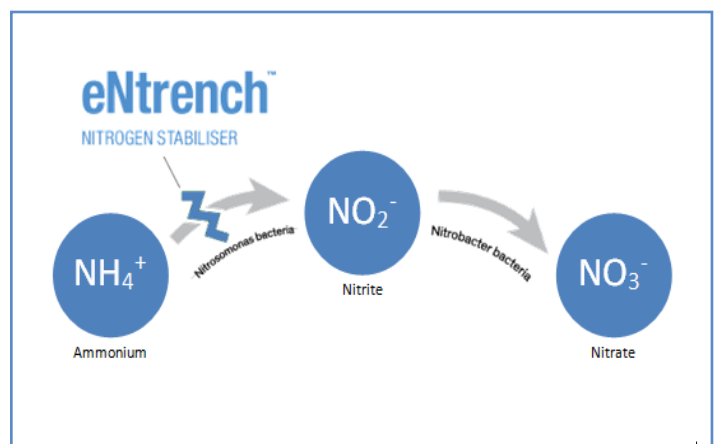 eNtrench™
NITROGEN STABILISER
NH₄⁺
Ammonium
Nitrosomonas bacteria
NO₂⁻
Nitrite
Nitrobacter bacteria
NO₃⁻
Nitrate